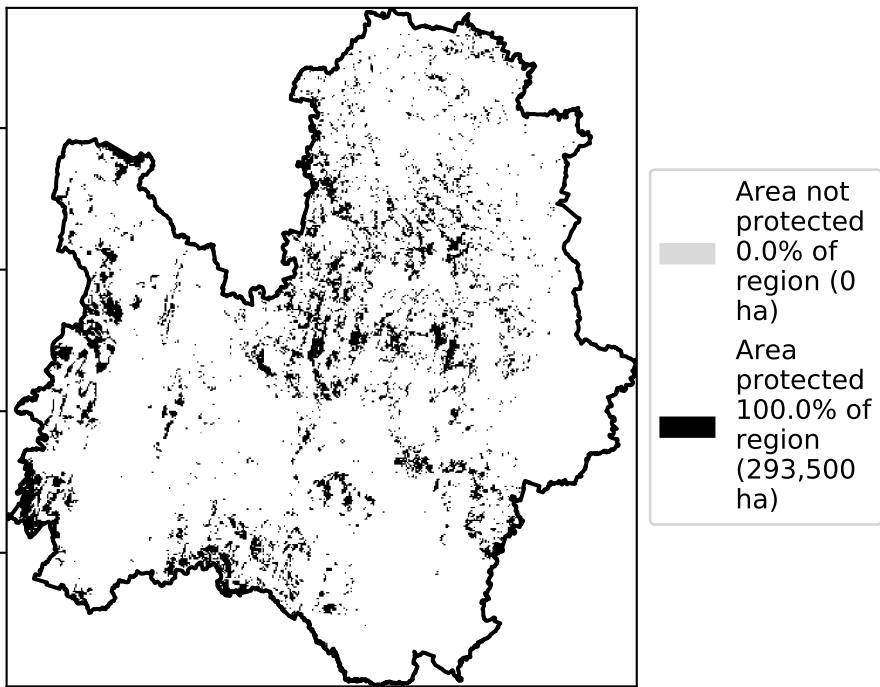 Area not
protected
0.0% of
region (0
ha)
Area
protected
100.0% of
region
(293,500
ha)